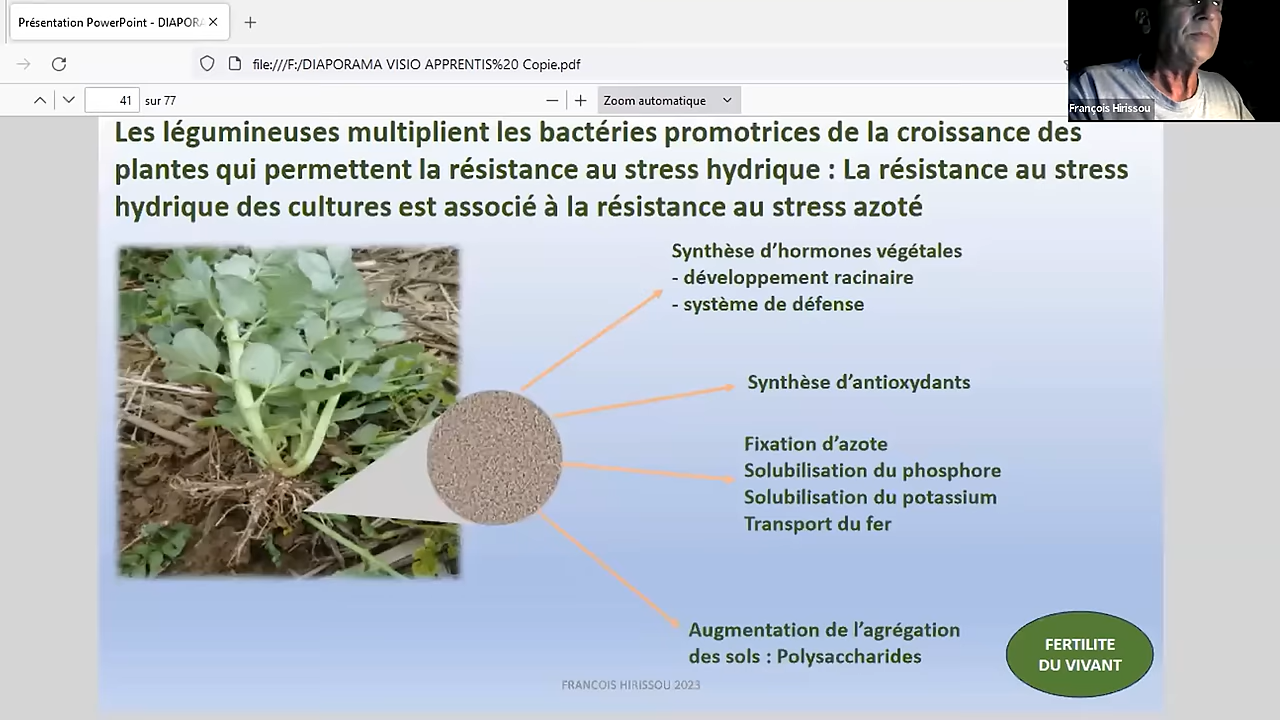 Présentation PowerPoint - DIAPORA
file:///F:/DIAPORAMA VISIO APPRENTIS%20 Copie.pdf
41 sur 77
Zoom automatique
François Hirissou
Les légumineuses multiplient les bactéries promotrices de la croissance des
plantes qui permettent la résistance au stress hydrique : La résistance au stress
hydrique des cultures est associé à la résistance au stress azoté
Synthèse d'hormones végétales
- développement racinaire
- système de défense
Synthèse d'antioxydants
Fixation d'azote
Solubilisation du phosphore
Solubilisation du potassium
Transport du fer
Augmentation de l'agrégation
des sols : Polysaccharides
FERTILITE
DU VIVANT
FRANCOIS HIRISSOU 2023